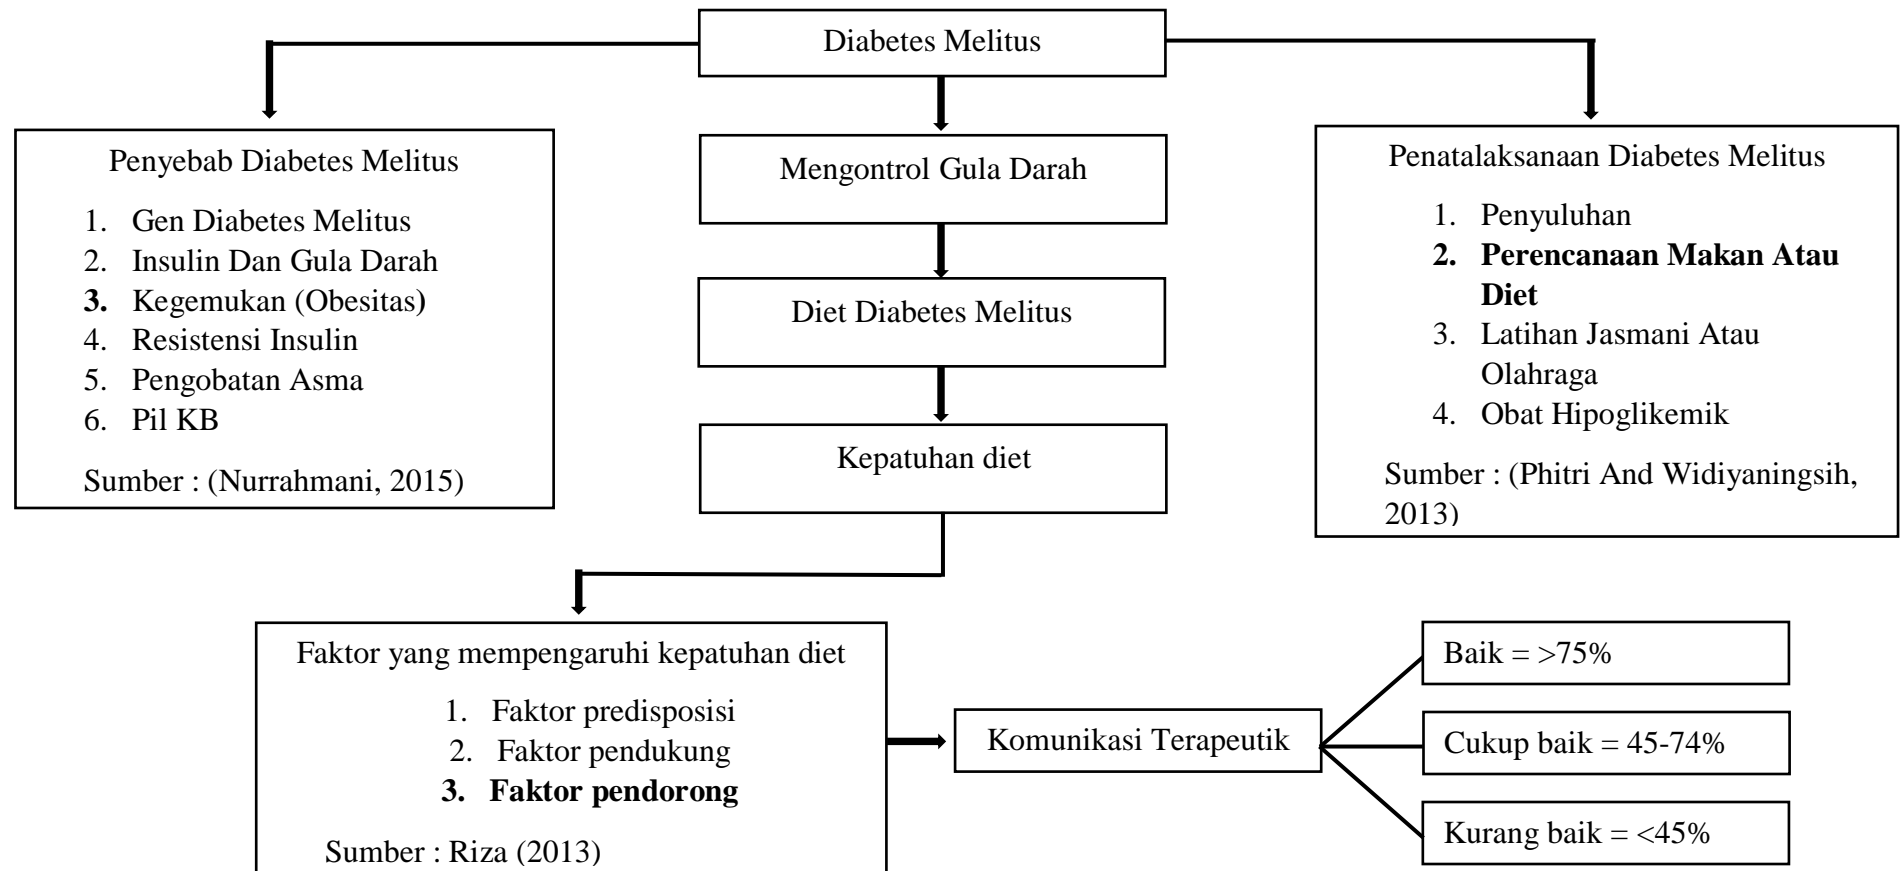 Diabetes Melitus
Penyebab Diabetes Melitus
1. Gen Diabetes Melitus
2. Insulin Dan Gula Darah
3. Kegemukan (Obesitas)
4. Resistensi Insulin
5. Pengobatan Asma
6. Pil KB
Sumber : (Nurrahmani, 2015)
Mengontrol Gula Darah
Diet Diabetes Melitus
Kepatuhan diet
Penatalaksanaan Diabetes Melitus
1. Penyuluhan
2. Perencanaan Makan Atau
Diet
3. Latihan Jasmani Atau
Olahraga
4. Obat Hipoglikemik
Sumber : (Phitri And Widiyaningsih,
2013)
Faktor yang mempengaruhi kepatuhan diet
1. Faktor predisposisi
2. Faktor pendukung
3. Faktor pendorong
Sumber : Riza (2013)
Komunikasi Terapeutik
Baik = >75%
Cukup baik = 45-74%
Kurang baik = <45%